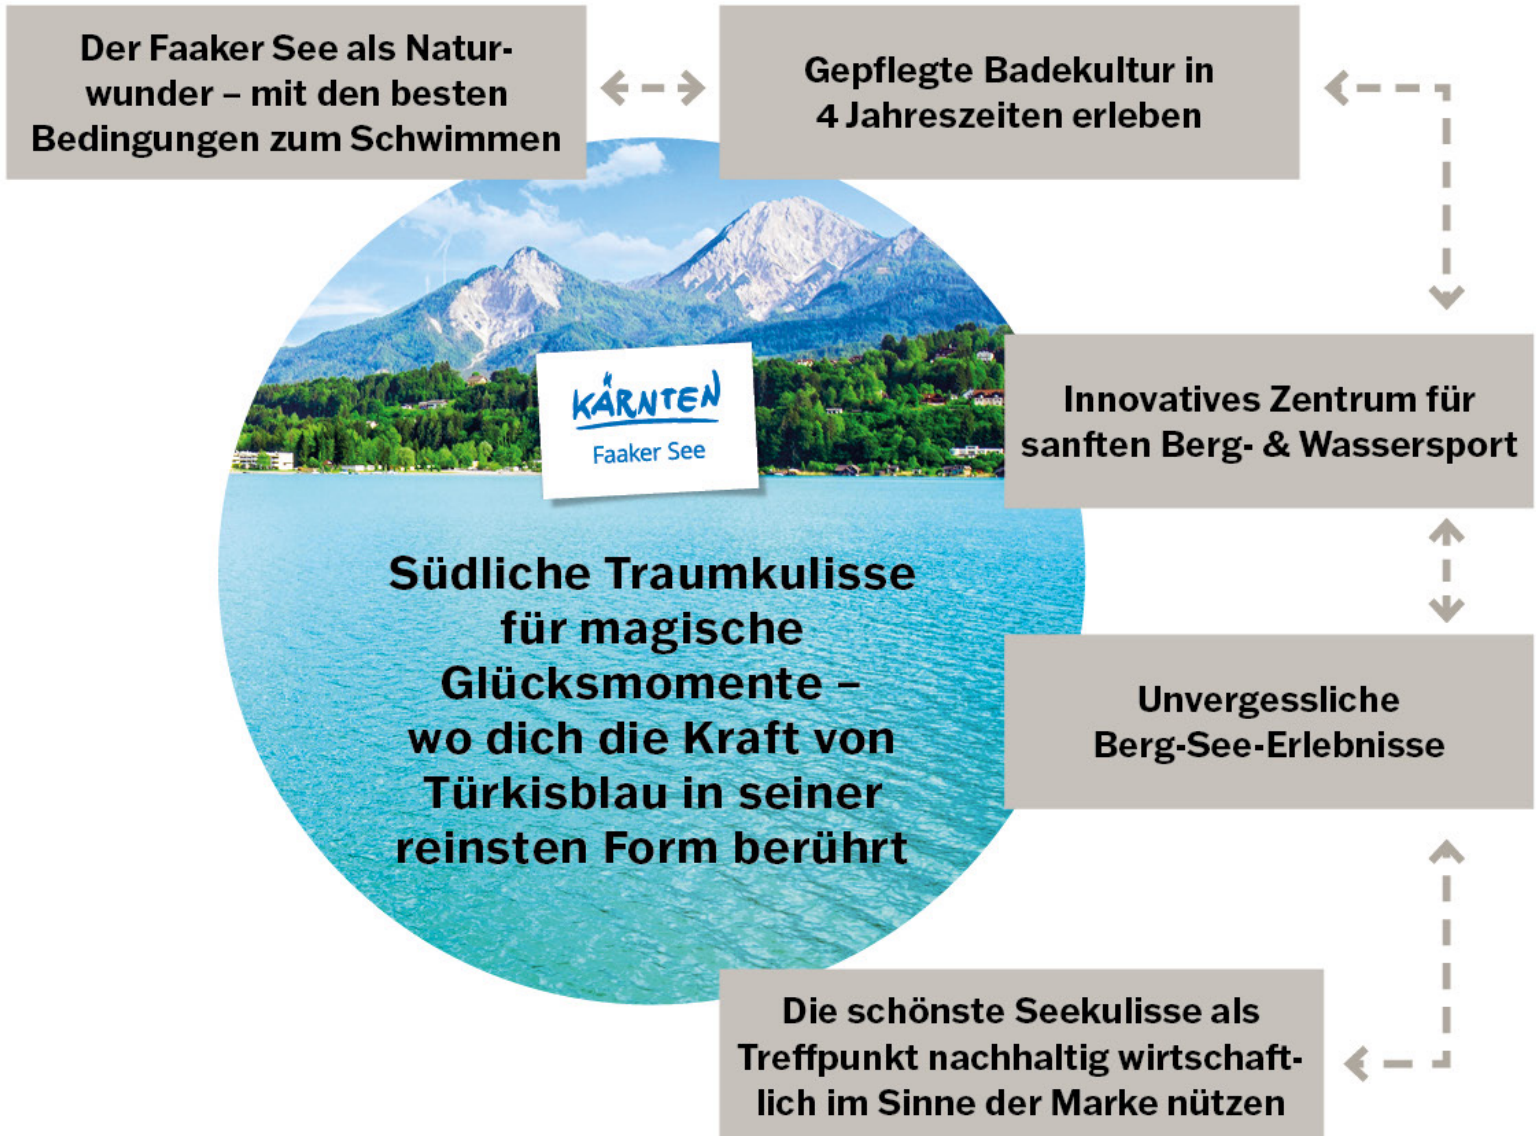 Der Faaker See als Natur-
wunder – mit den besten
Bedingungen zum Schwimmen
Gepflegte Badekultur in
4 Jahreszeiten erleben
Innovatives Zentrum für
sanften Berg- & Wassersport
KÄRNTEN
Faaker See
Südliche Traumkulisse
für magische
Glücksmomente –
wo dich die Kraft von
Türkisblau in seiner
reinsten Form berührt
Unvergessliche
Berg-See-Erlebnisse
Die schönste Seekulisse als
Treffpunkt nachhaltig wirtschaft-
lich im Sinne der Marke nützen